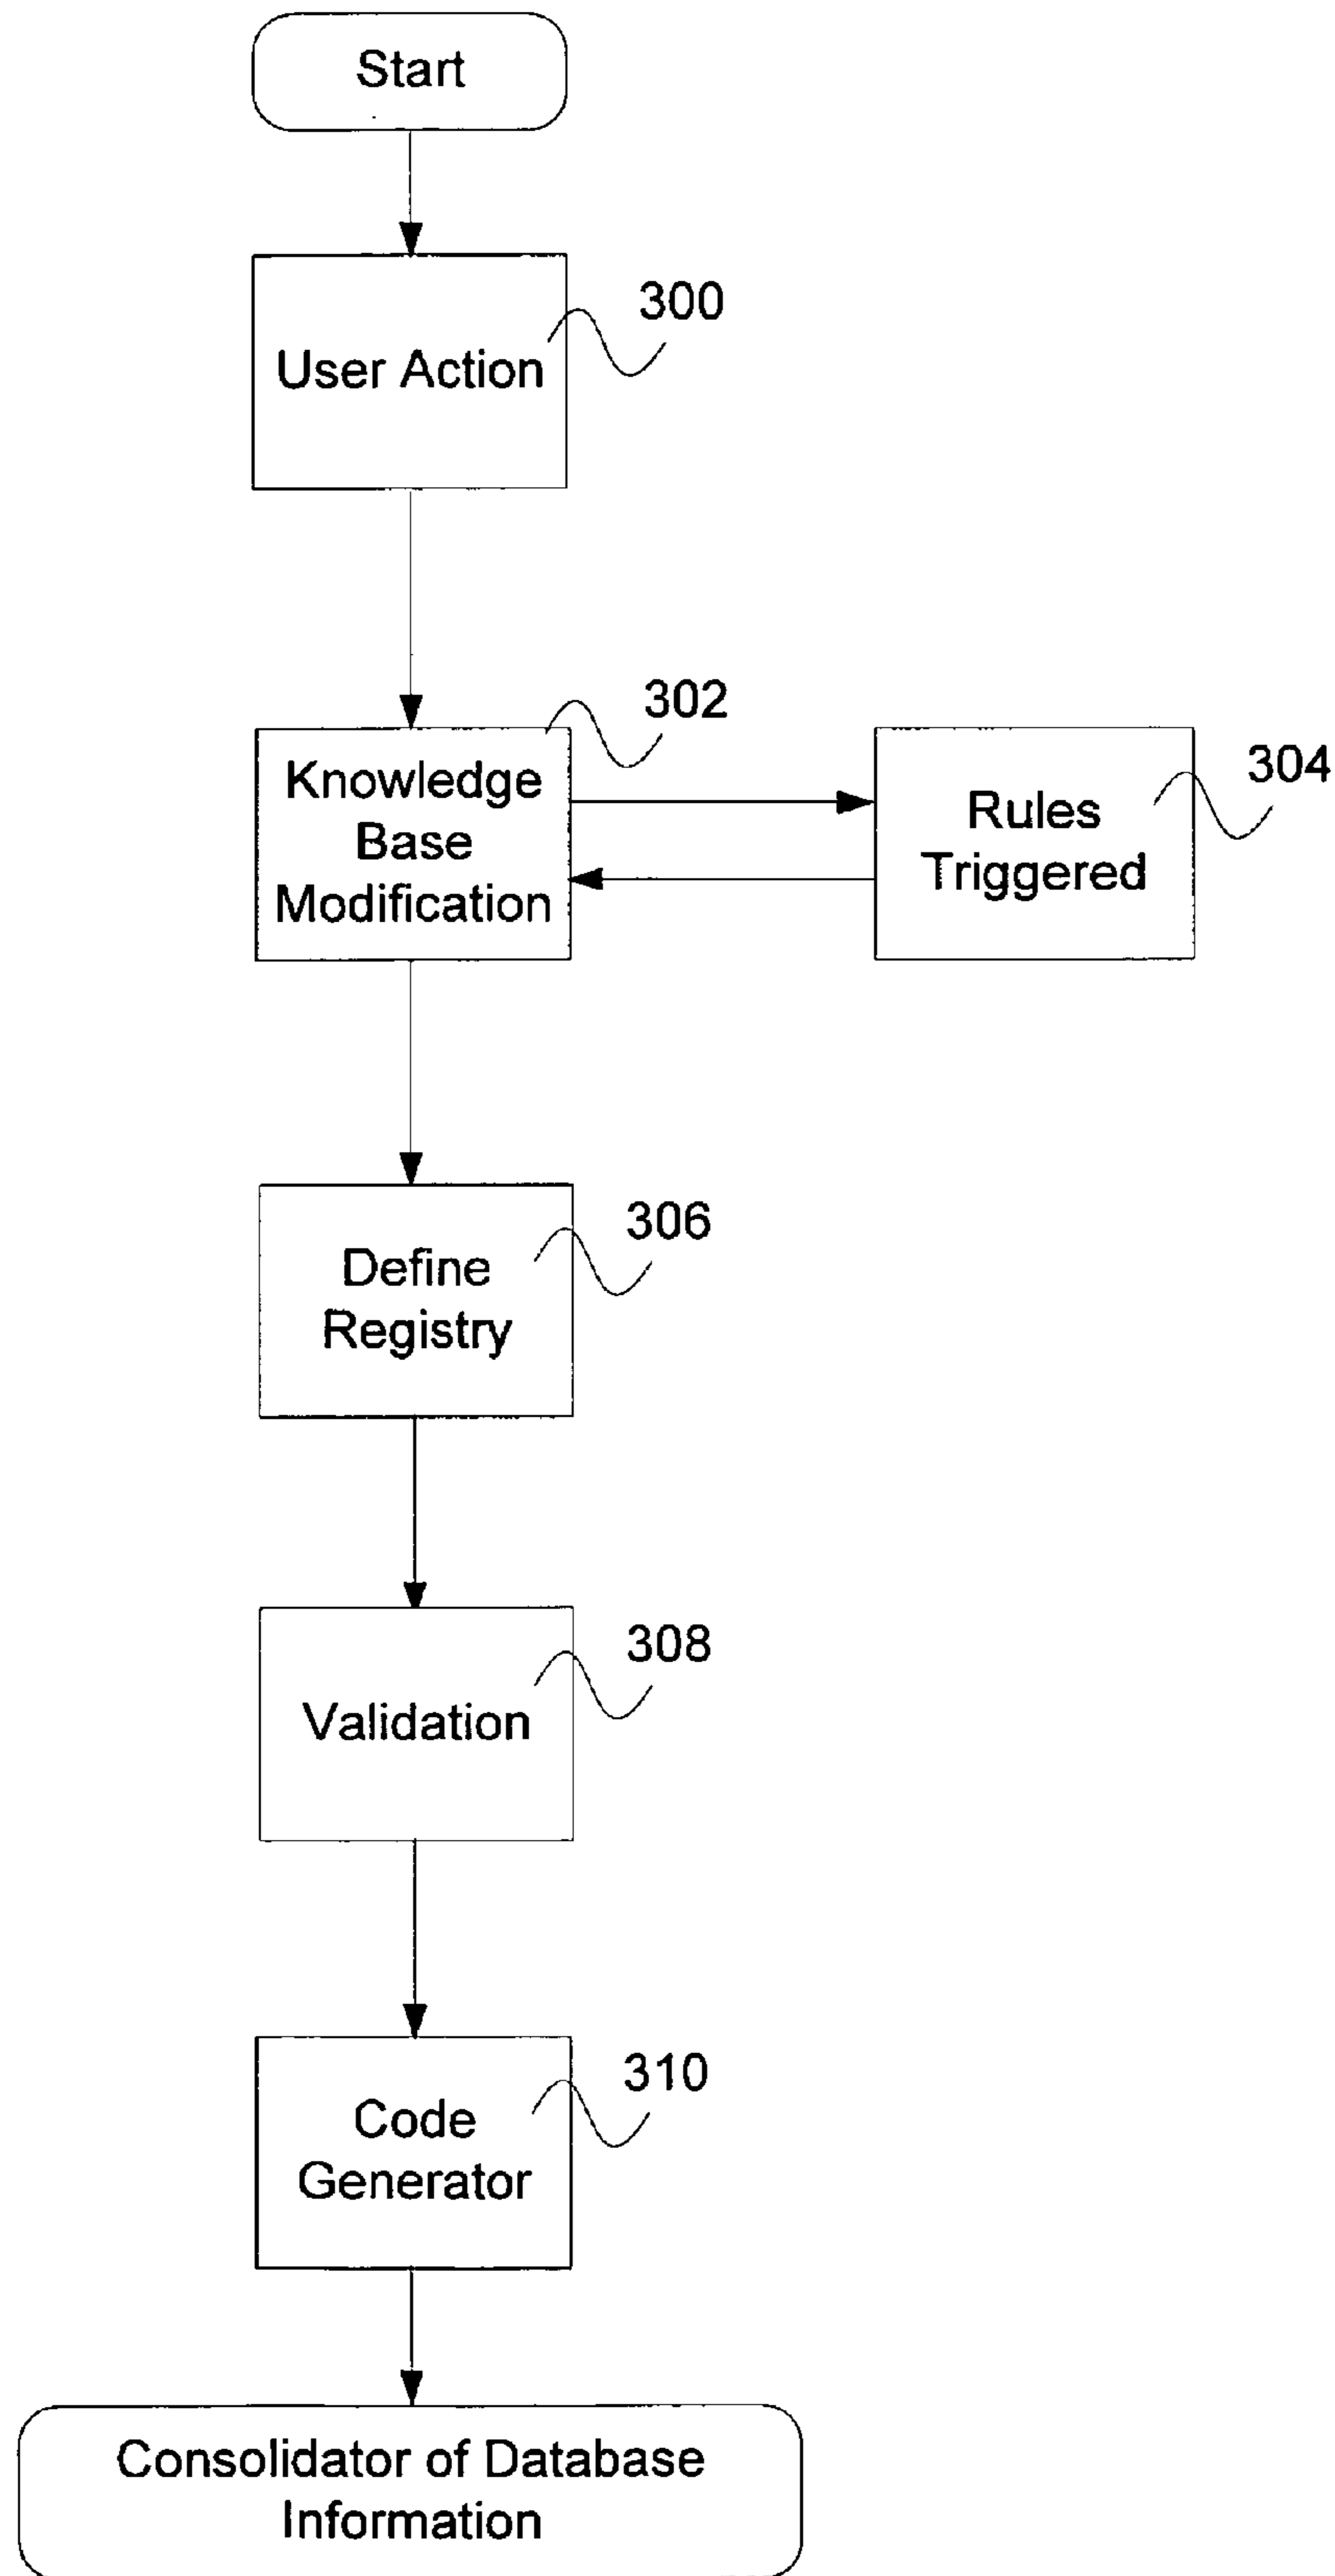 Start
300
User Action
302
Knowledge
Base
Modification
304
Rules
Triggered
306
Define
Registry
308
Validation
310
Code
Generator
Consolidator of Database
Information